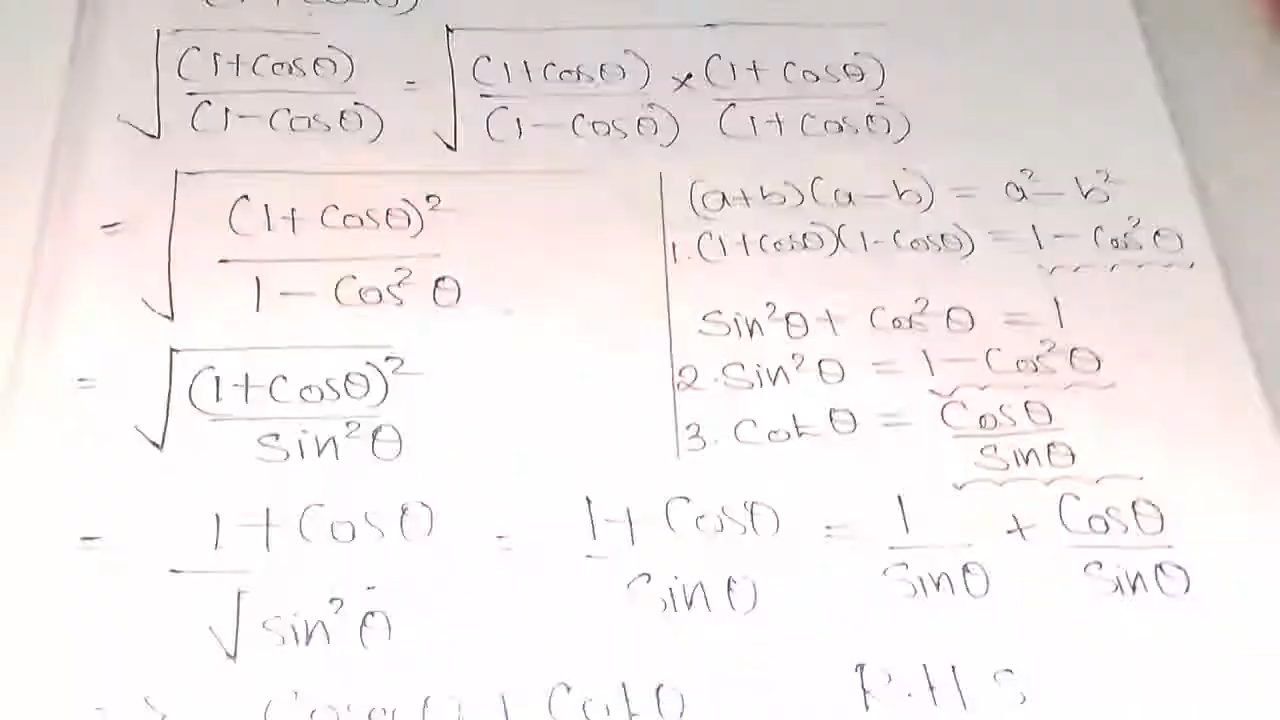 √((1+cosθ)/(1-cosθ)) = √((1+cosθ)/(1-cosθ) × (1+cosθ)/(1+cosθ))
= √((1+cosθ)²/(1-cos²θ))
= √((1+cosθ)²/sin²θ)
(a+b)(a-b) = a²-b²
1. (1+cosθ)(1-cosθ) = 1-cos²θ
sin²θ + cos²θ = 1
2. sin²θ = 1-cos²θ
3. cotθ = cosθ/sinθ
= (1+cosθ)/√sin²θ = (1+cosθ)/sinθ = 1/sinθ + cosθ/sinθ
cotθ R.H.S